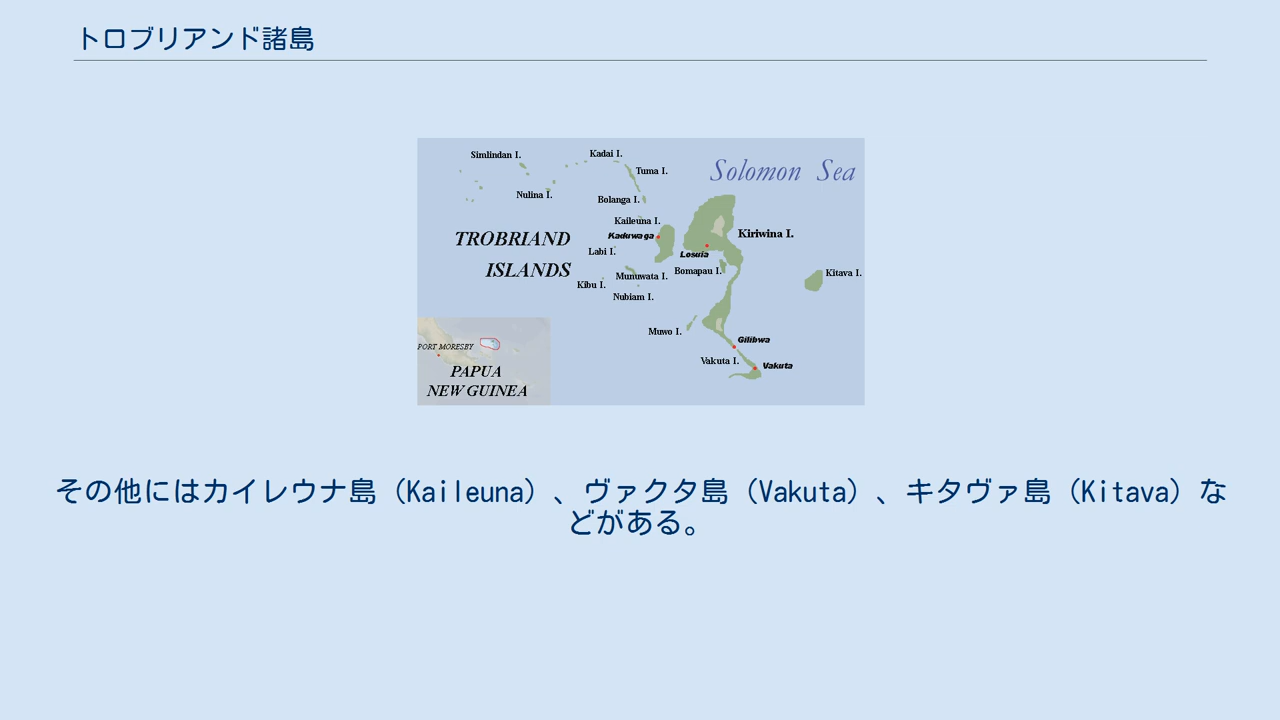 トロブリアンド諸島
Simlindan I.
Kadai I.
Tuma I.
Solomon Sea
Nulina I.
Bolanga I.
Kaileuna I.
Kaduwaga
Kiriwina I.
TROBRIAND
ISLANDS
Labi I.
Losuia
Bomapau I.
Kitava I.
Munuwata I.
Kibu I.
Nubiam I.
Muwo I.
Gilibwa
Vakuta I.
Vakuta
PORT MORESBY
PAPUA
NEW GUINEA
その他にはカイレウナ島（Kaileuna）、ヴァクタ島（Vakuta）、キタヴァ島（Kitava）な
どがある。